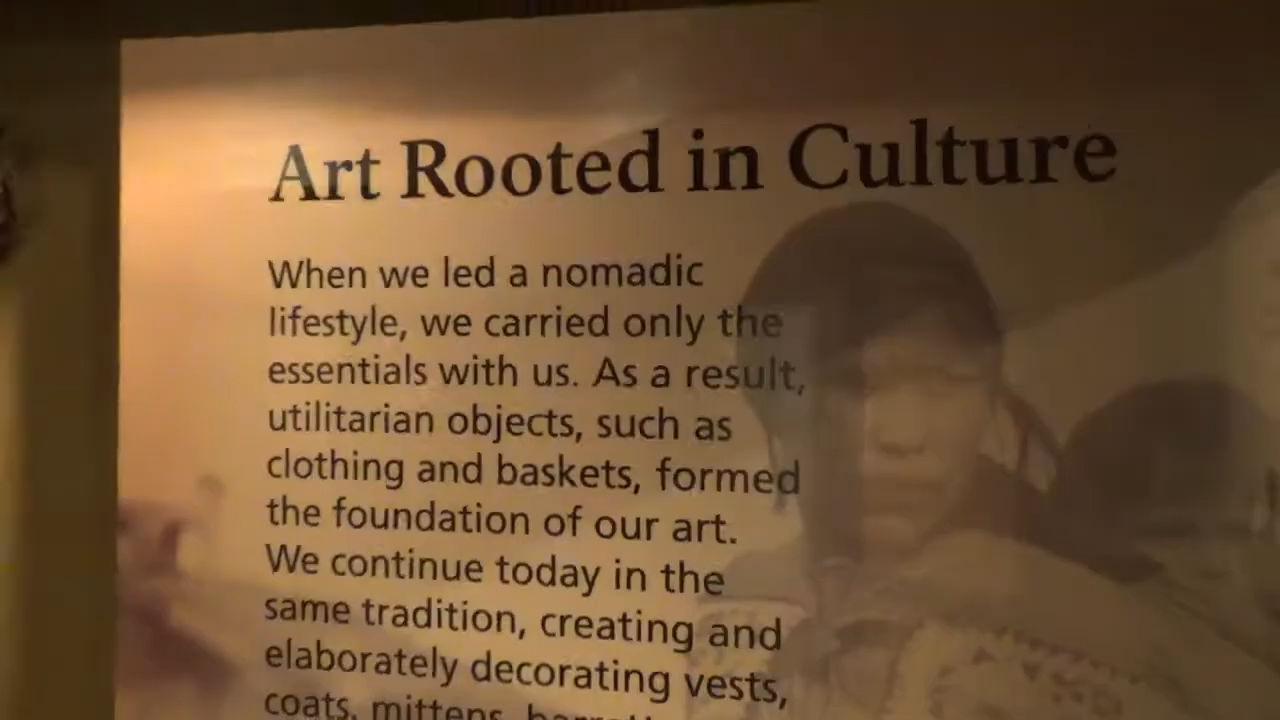 Art Rooted in Culture
When we led a nomadic
lifestyle, we carried only the
essentials with us. As a result,
utilitarian objects, such as
clothing and baskets, formed
the foundation of our art.
We continue today in the
same tradition, creating and
elaborately decorating vests,
coats, mittens,